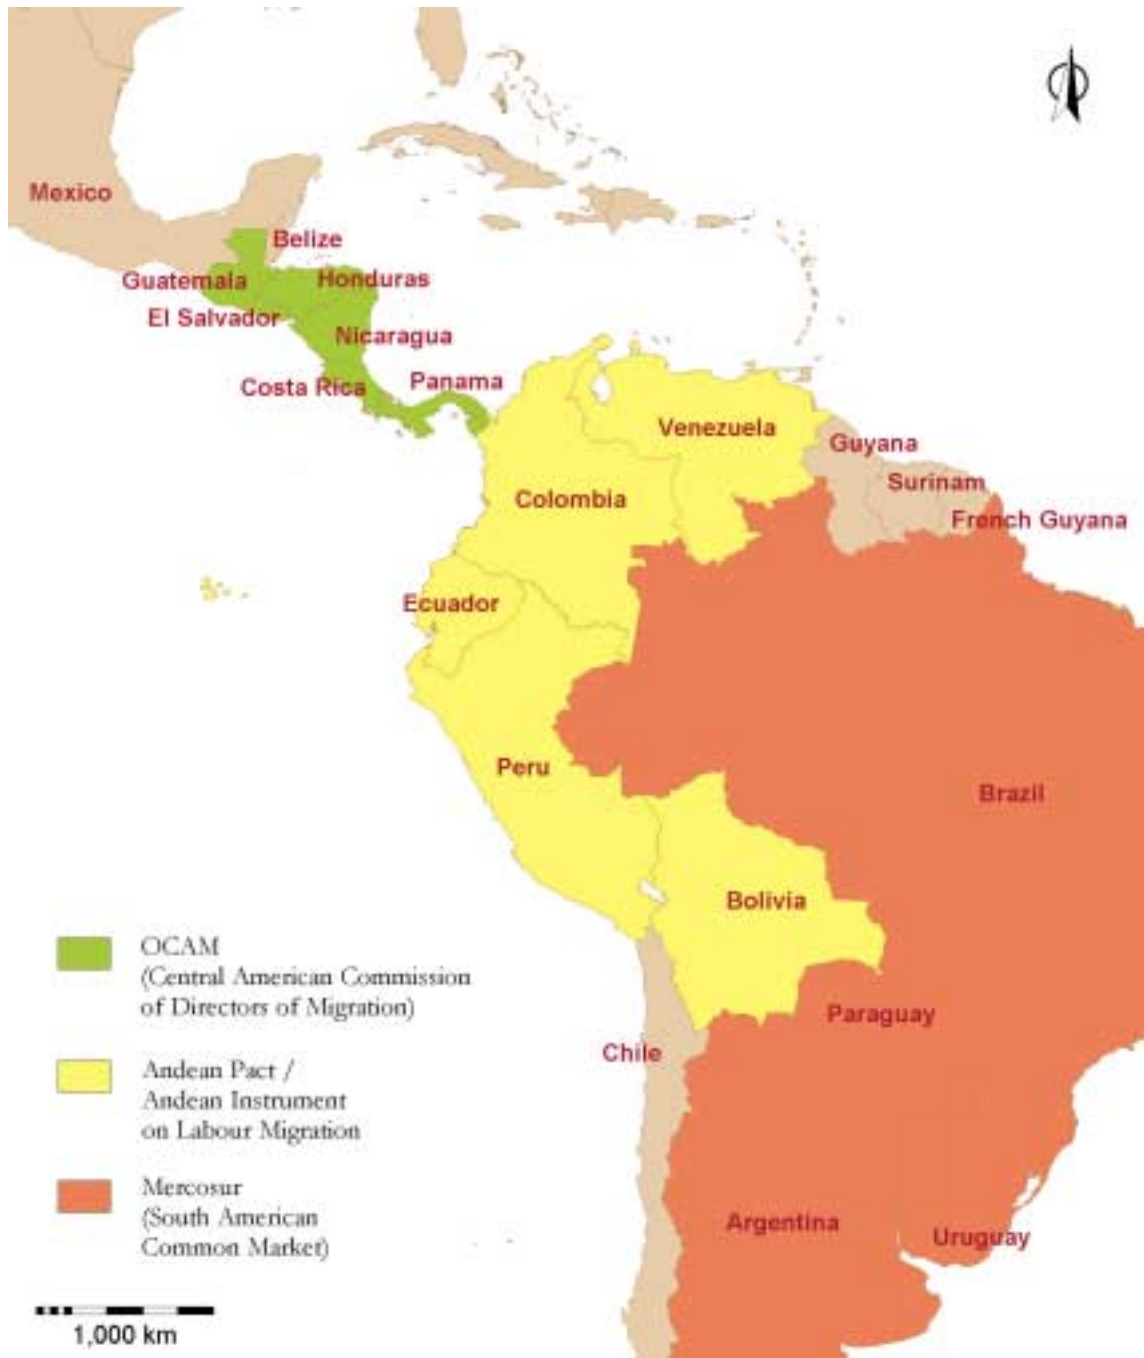 Mexico
Belize
Guatemala
Honduras
El Salvador
Nicaragua
Costa Rica
Panama
Venezuela
Guyana
Colombia
Surinam
French Guyana
Ecuador
Peru
Brazil
Bolivia
Paraguay
Chile
Argentina
Uruguay
OCAM
(Central American Commission
of Directors of Migration)
Andean Pact /
Andean Instrument
on Labour Migration
Mercosur
(South American
Common Market)
1,000 km